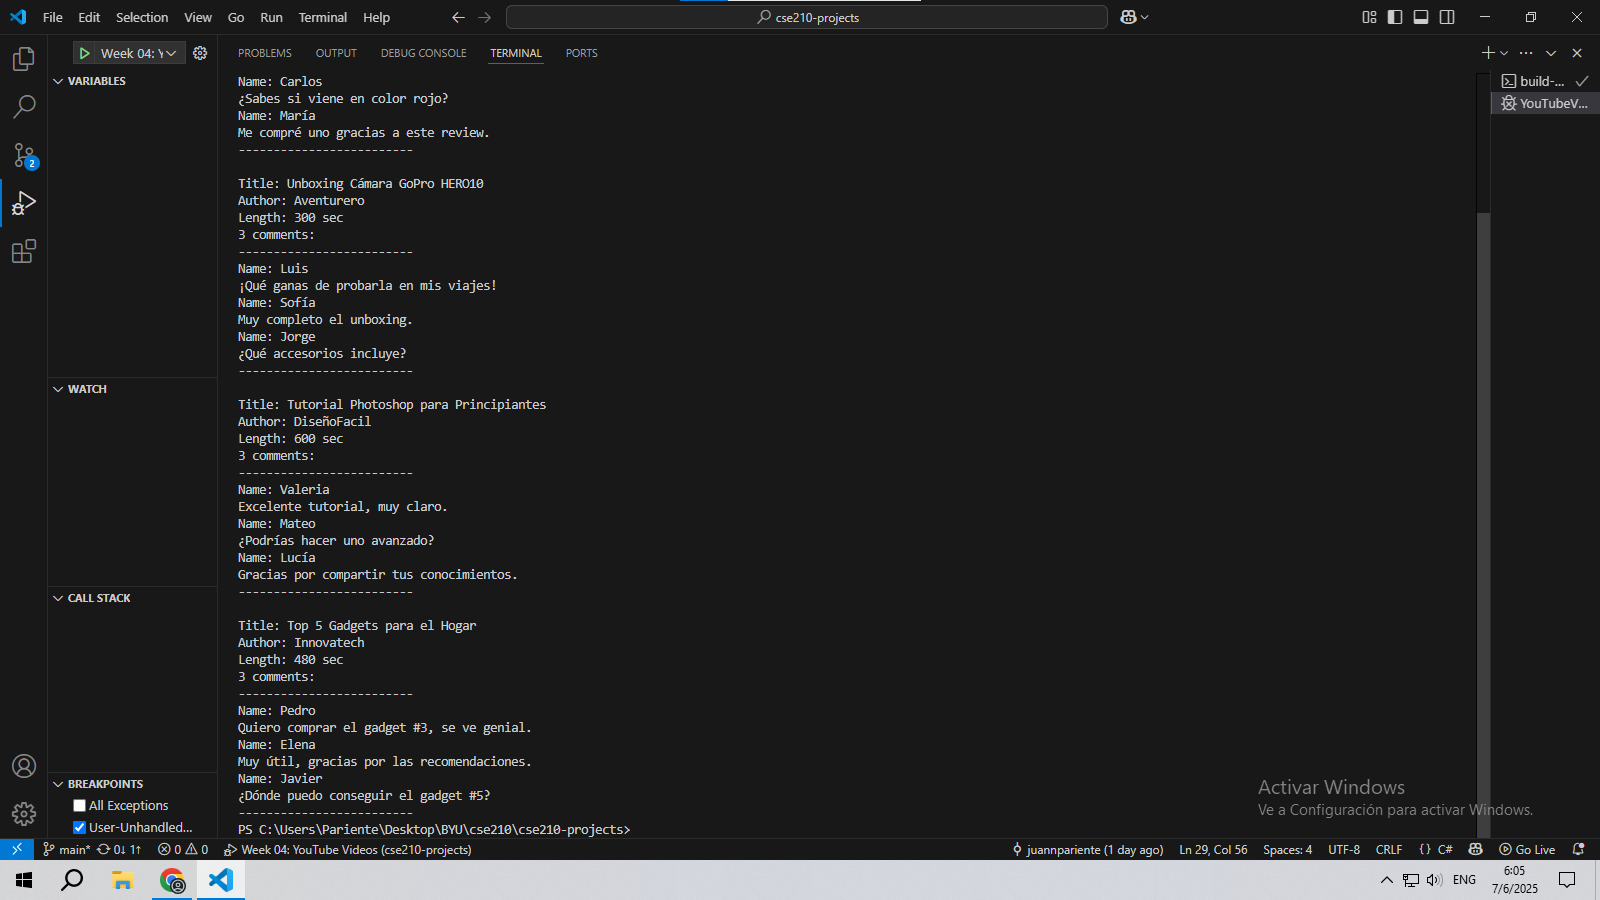 File Edit Selection View Go Run Terminal Help
cse210-projects
Week 04: Y
PROBLEMS OUTPUT DEBUG CONSOLE TERMINAL PORTS
VARIABLES
WATCH
CALL STACK
BREAKPOINTS
All Exceptions
User-Unhandled...
2
Name: Carlos
¿Sabes si viene en color rojo?
Name: María
Me compré uno gracias a este review.
-------------------------
Title: Unboxing Cámara GoPro HERO10
Author: Aventurero
Length: 300 sec
3 comments:
-------------------------
Name: Luis
¡Qué ganas de probarla en mis viajes!
Name: Sofía
Muy completo el unboxing.
Name: Jorge
¿Qué accesorios incluye?
-------------------------
Title: Tutorial Photoshop para Principiantes
Author: DiseñoFacil
Length: 600 sec
3 comments:
-------------------------
Name: Valeria
Excelente tutorial, muy claro.
Name: Mateo
¿Podrías hacer uno avanzado?
Name: Lucía
Gracias por compartir tus conocimientos.
-------------------------
Title: Top 5 Gadgets para el Hogar
Author: Innovatech
Length: 480 sec
3 comments:
-------------------------
Name: Pedro
Quiero comprar el gadget #3, se ve genial.
Name: Elena
Muy útil, gracias por las recomendaciones.
Name: Javier
¿Dónde puedo conseguir el gadget #5?
-------------------------
PS C:\Users\Pariente\Desktop\BYU\cse210\cse210-projects>
build-...
YouTubeV...
Activar Windows
Ve a Configuración para activar Windows.
main* 0↓ 1↑ 0 0 Week 04: YouTube Videos (cse210-projects) juannpariente (1 day ago) Ln 29, Col 56 Spaces: 4 UTF-8 CRLF {} C# Go Live
ENG
6:05
7/6/2025